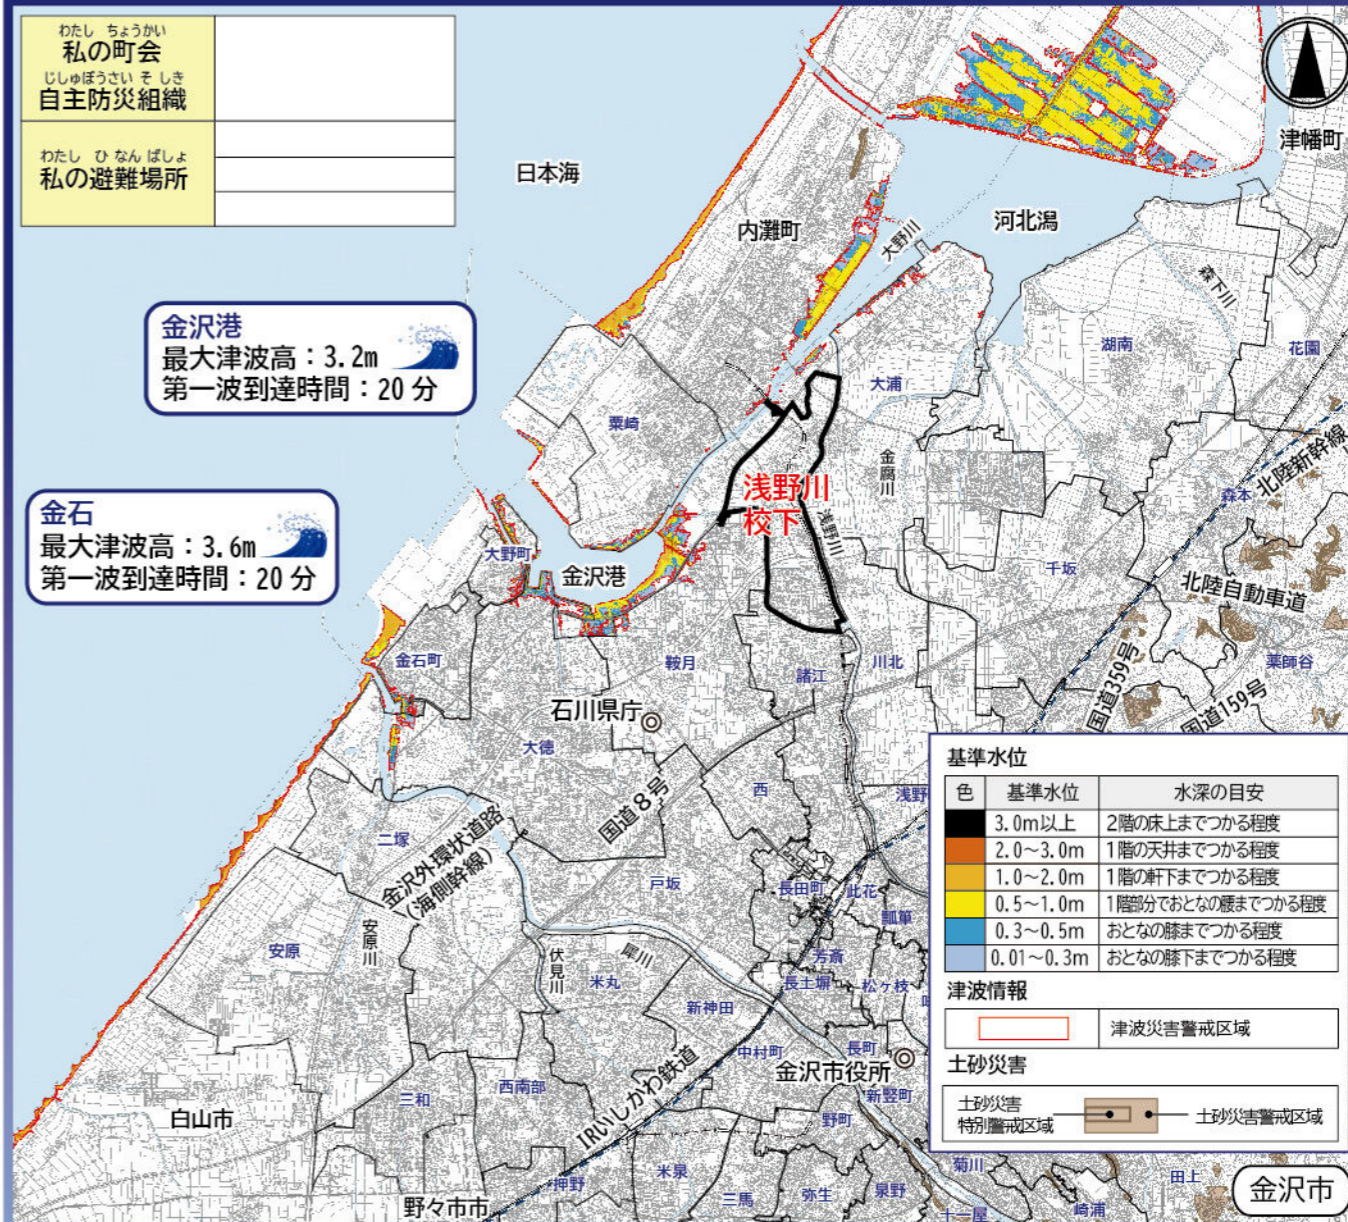 わたし ちょうかい
私の町会
じしゅぼうさい そ しき
自主防災組織
わたし ひ なん ばしょ
私の避難場所
日本海
津幡町
河北潟
内灘町
大野川
森下川
金沢港
最大津波高：3.2m
第一波到達時間：20分
湖南
花園
大浦
粟崎
金腐川
北陸新幹線
森本
浅野川
校下
浅野川
金石
最大津波高：3.6m
第一波到達時間：20分
大野町
金沢港
千坂
北陸自動車道
金石町
鞍月
諸江
川北
国道359号
薬師谷
国道159号
石川県庁
大徳
西
国道8号
浅野
二塚
金沢外環状道路
（海側幹線）
戸坂
長田町
此花
瓢箪
芳斎
安原
安原川
伏見川
犀川
米丸
長土塀
松ヶ枝
新神田
中村町
長町
金沢市役所
新竪町
西南部
三和
IRいしかわ鉄道
野町
白山市
米泉
押野
三馬
弥生
泉野
菊川
十一屋
崎浦
田上
野々市市
基準水位
色 基準水位 水深の目安
3.0m以上 2階の床上までつかる程度
2.0～3.0m 1階の天井までつかる程度
1.0～2.0m 1階の軒下までつかる程度
0.5～1.0m 1階部分でおとなの腰までつかる程度
0.3～0.5m おとなの膝までつかる程度
0.01～0.3m おとなの膝下までつかる程度
津波情報
津波災害警戒区域
土砂災害
土砂災害
特別警戒区域
土砂災害警戒区域
金沢市